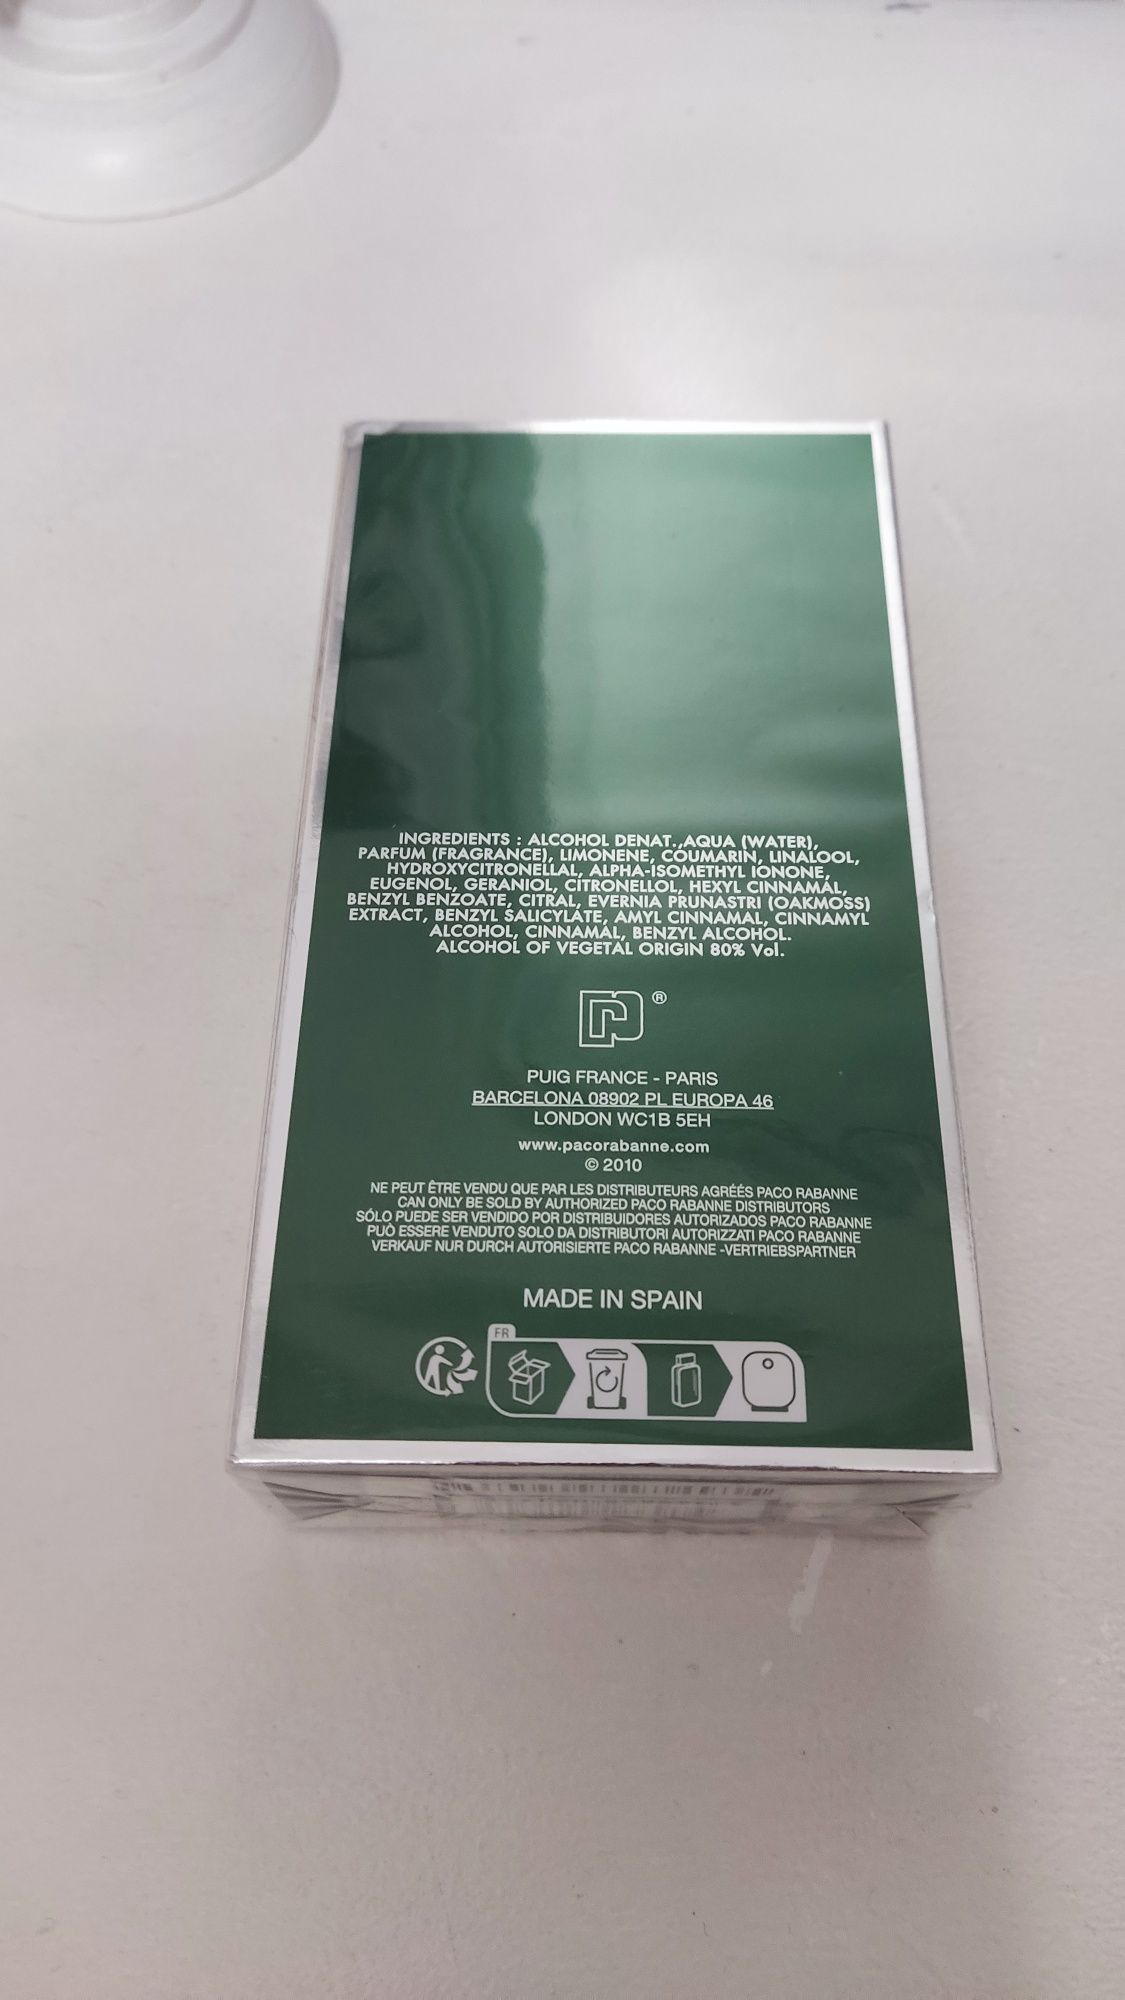 INGREDIENTS : ALCOHOL DENAT.,AQUA (WATER),
PARFUM (FRAGRANCE), LIMONENE, COUMARIN, LINALOOL,
HYDROXYCITRONELLAL, ALPHA-ISOMETHYL IONONE,
EUGENOL, GERANIOL, CITRONELLOL, HEXYL CINNAMAL,
BENZYL BENZOATE, CITRAL, EVERNIA PRUNASTRI (OAKMOSS)
EXTRACT, BENZYL SALICYLATE, AMYL CINNAMAL, CINNAMYL
ALCOHOL, CINNAMAL, BENZYL ALCOHOL.
ALCOHOL OF VEGETAL ORIGIN 80% Vol.
®
PUIG FRANCE - PARIS
BARCELONA 08902 PL EUROPA 46
LONDON WC1B 5EH
www.pacorabanne.com
© 2010
NE PEUT ÊTRE VENDU QUE PAR LES DISTRIBUTEURS AGRÉÉS PACO RABANNE
CAN ONLY BE SOLD BY AUTHORIZED PACO RABANNE DISTRIBUTORS
SÓLO PUEDE SER VENDIDO POR DISTRIBUIDORES AUTORIZADOS PACO RABANNE
PUÒ ESSERE VENDUTO SOLO DA DISTRIBUTORI AUTORIZZATI PACO RABANNE
VERKAUF NUR DURCH AUTORISIERTE PACO RABANNE -VERTRIEBSPARTNER
MADE IN SPAIN
FR